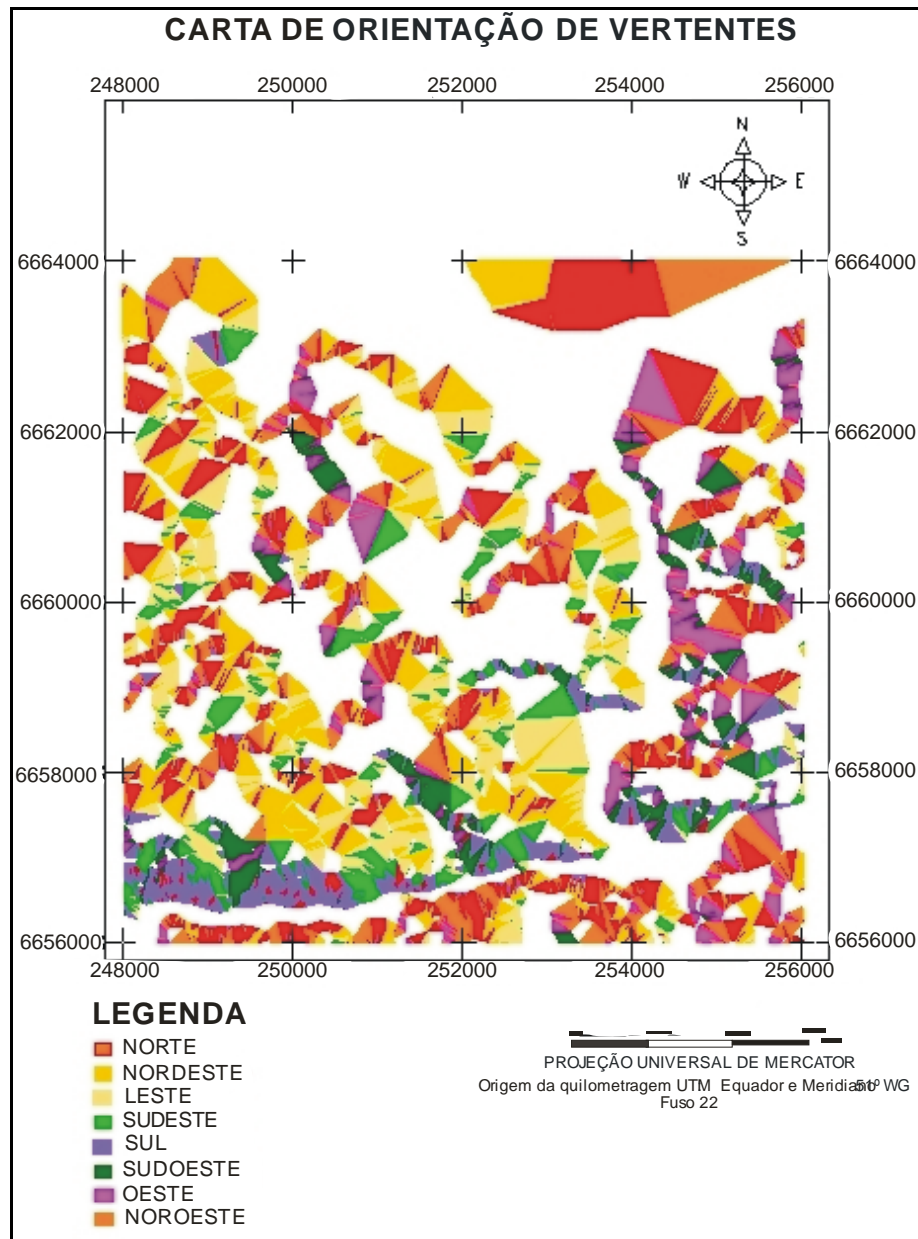 CARTA DE ORIENTAÇÃO DE VERTENTES
248000 250000 252000 254000 256000
N
W E
S
6664000 6664000
6662000 6662000
6660000 6660000
6658000 6658000
6656000 6656000
248000 250000 252000 254000 256000
LEGENDA
NORTE
NORDESTE
LESTE
SUDESTE
SUL
SUDOESTE
OESTE
NOROESTE
PROJEÇÃO UNIVERSAL DE MERCATOR
Origem da quilometragem UTM Equador e 51º WG
Fuso 22